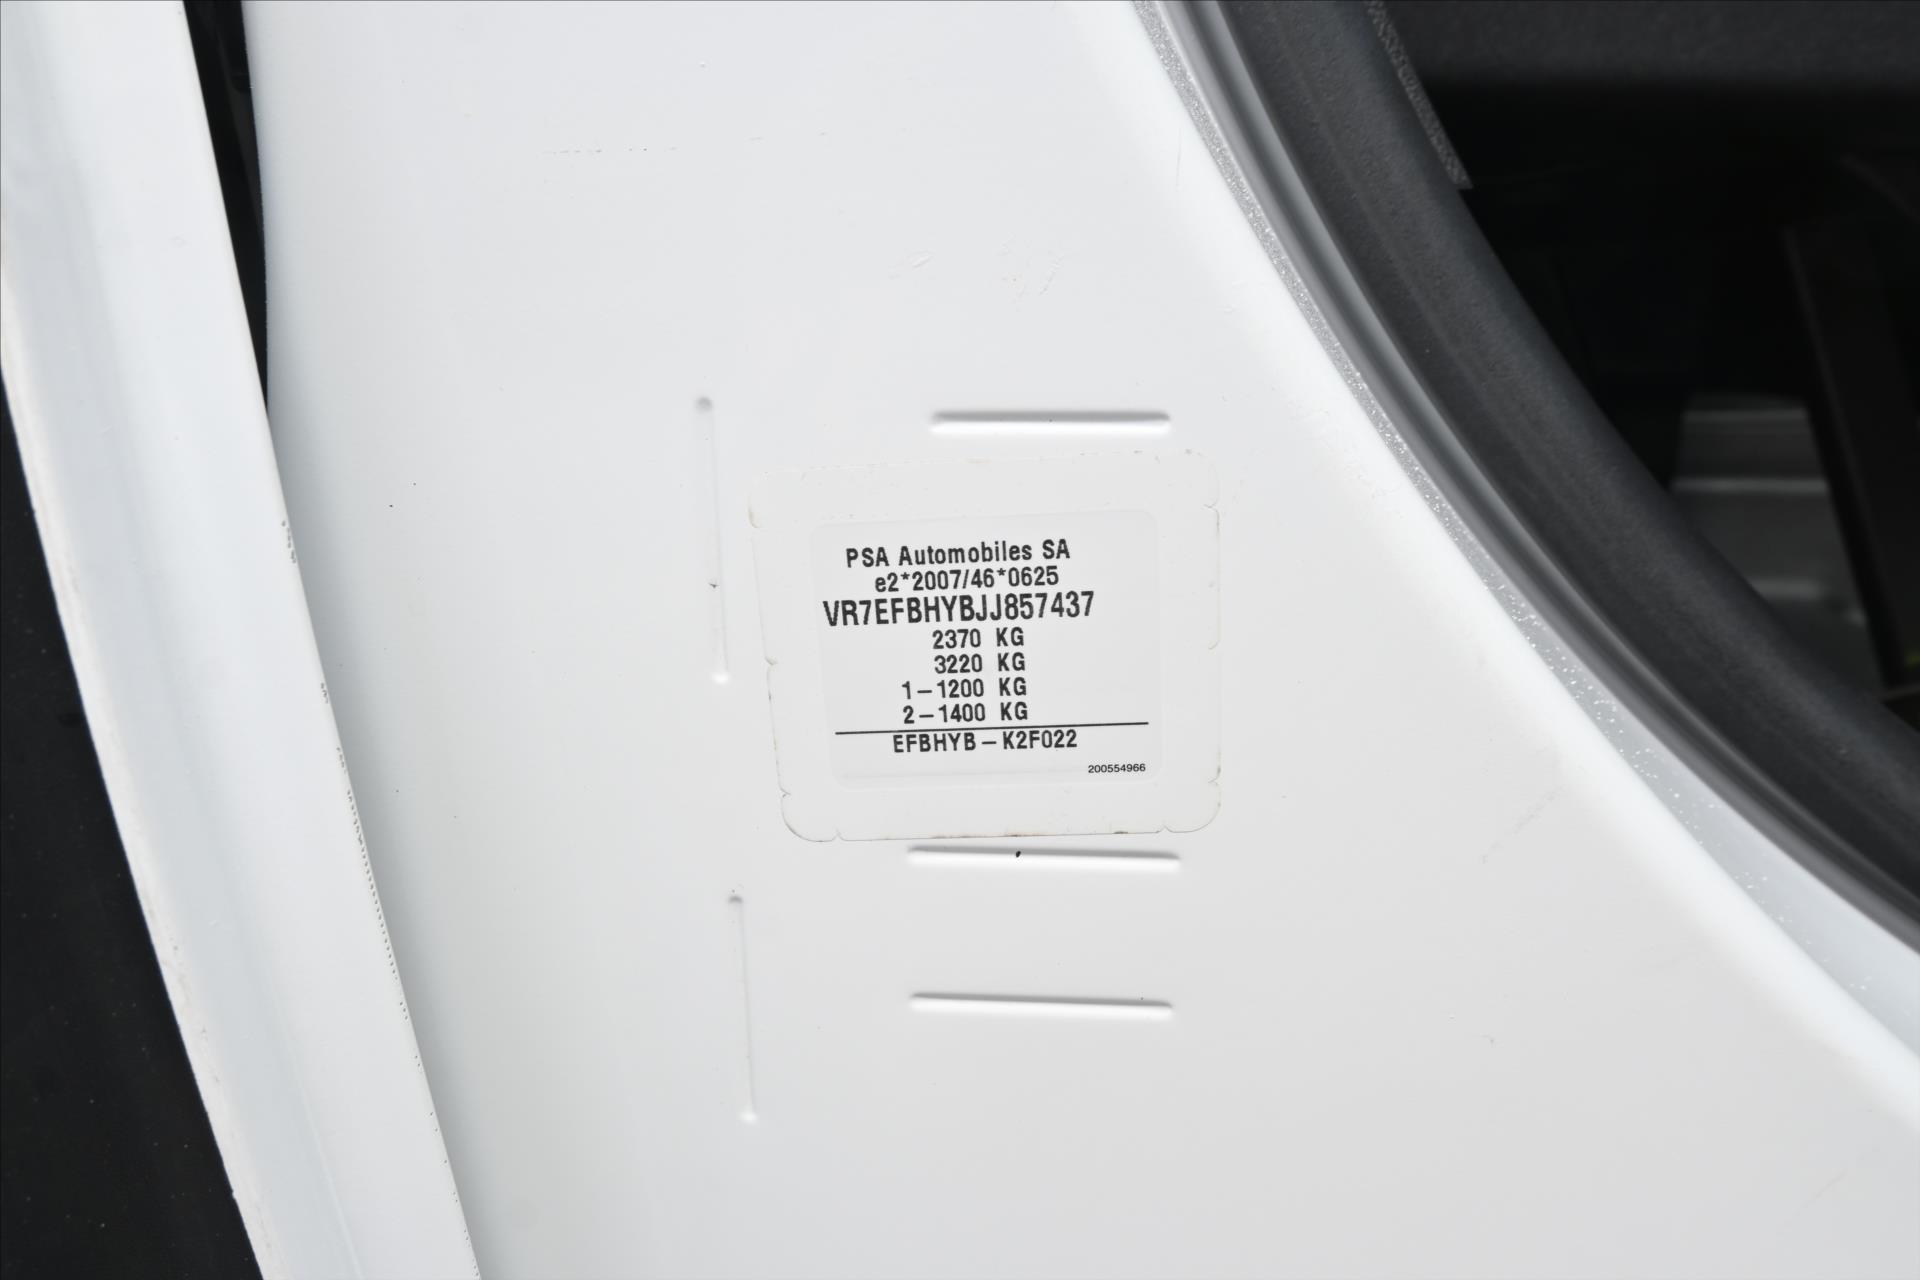 PSA Automobiles SA
e2*2007/46*0625
VR7EFBHYBJJ857437
2370 KG
3220 KG
1-1200 KG
2-1400 KG
EFBHYB-K2F022
200554966